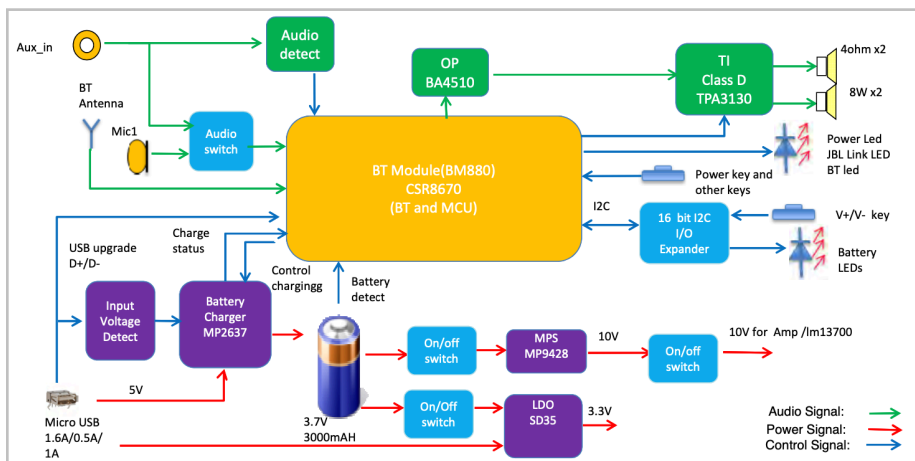 Aux_in
Audio
detect
OP
BA4510
TI
Class D
TPA3130
4ohm x2
8W x2
BT
Antenna
Mic1
Audio
switch
BT Module(BM880)
CSR8670
(BT and MCU)
Power Led
JBL Link LED
BT led
Power key and
other keys
I2C
16 bit I2C
I/O
Expander
V+/V- key
Battery
LEDs
USB upgrade
D+/D-
Charge
status
Control
chargingg
Battery
detect
Input
Voltage
Detect
Battery
Charger
MP2637
On/off
switch
MPS
MP9428
10V
On/off
switch
10V for Amp /lm13700
5V
On/Off
switch
LDO
SD35
3.3V
Micro USB
1.6A/0.5A/
1A
3.7V
3000mAH
Audio Signal:
Power Signal:
Control Signal: